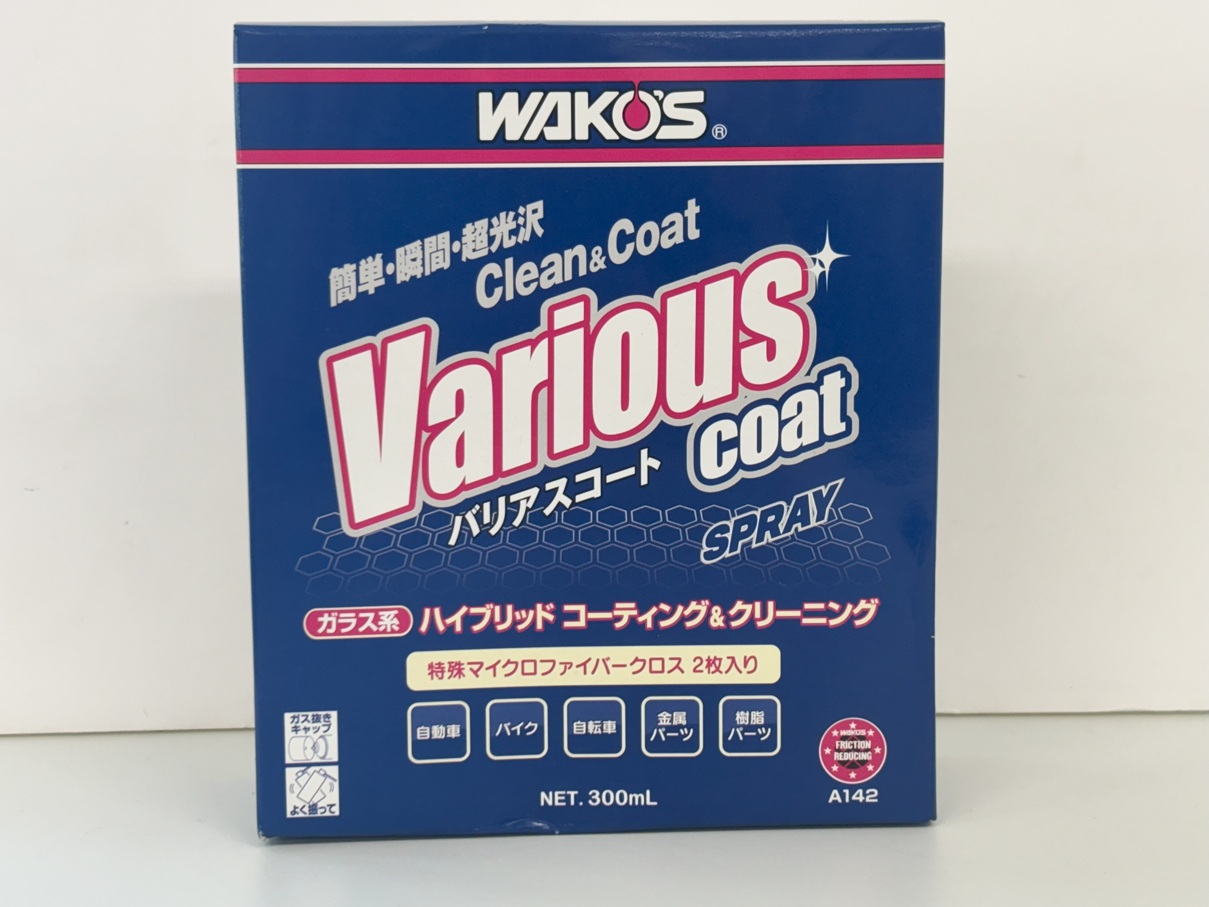 WAKO'S®
簡単・瞬間・超光沢
Clean&Coat
Various
coat
バリアスコート
SPRAY
ガラス系 ハイブリッド コーティング&クリーニング
特殊マイクロファイバークロス 2枚入り
自動車 バイク 自転車 金属パーツ 樹脂パーツ
ガス抜き
キャップ
よく振って
WAKO'S
FRICTION
REDUCING
NET. 300mL
A142